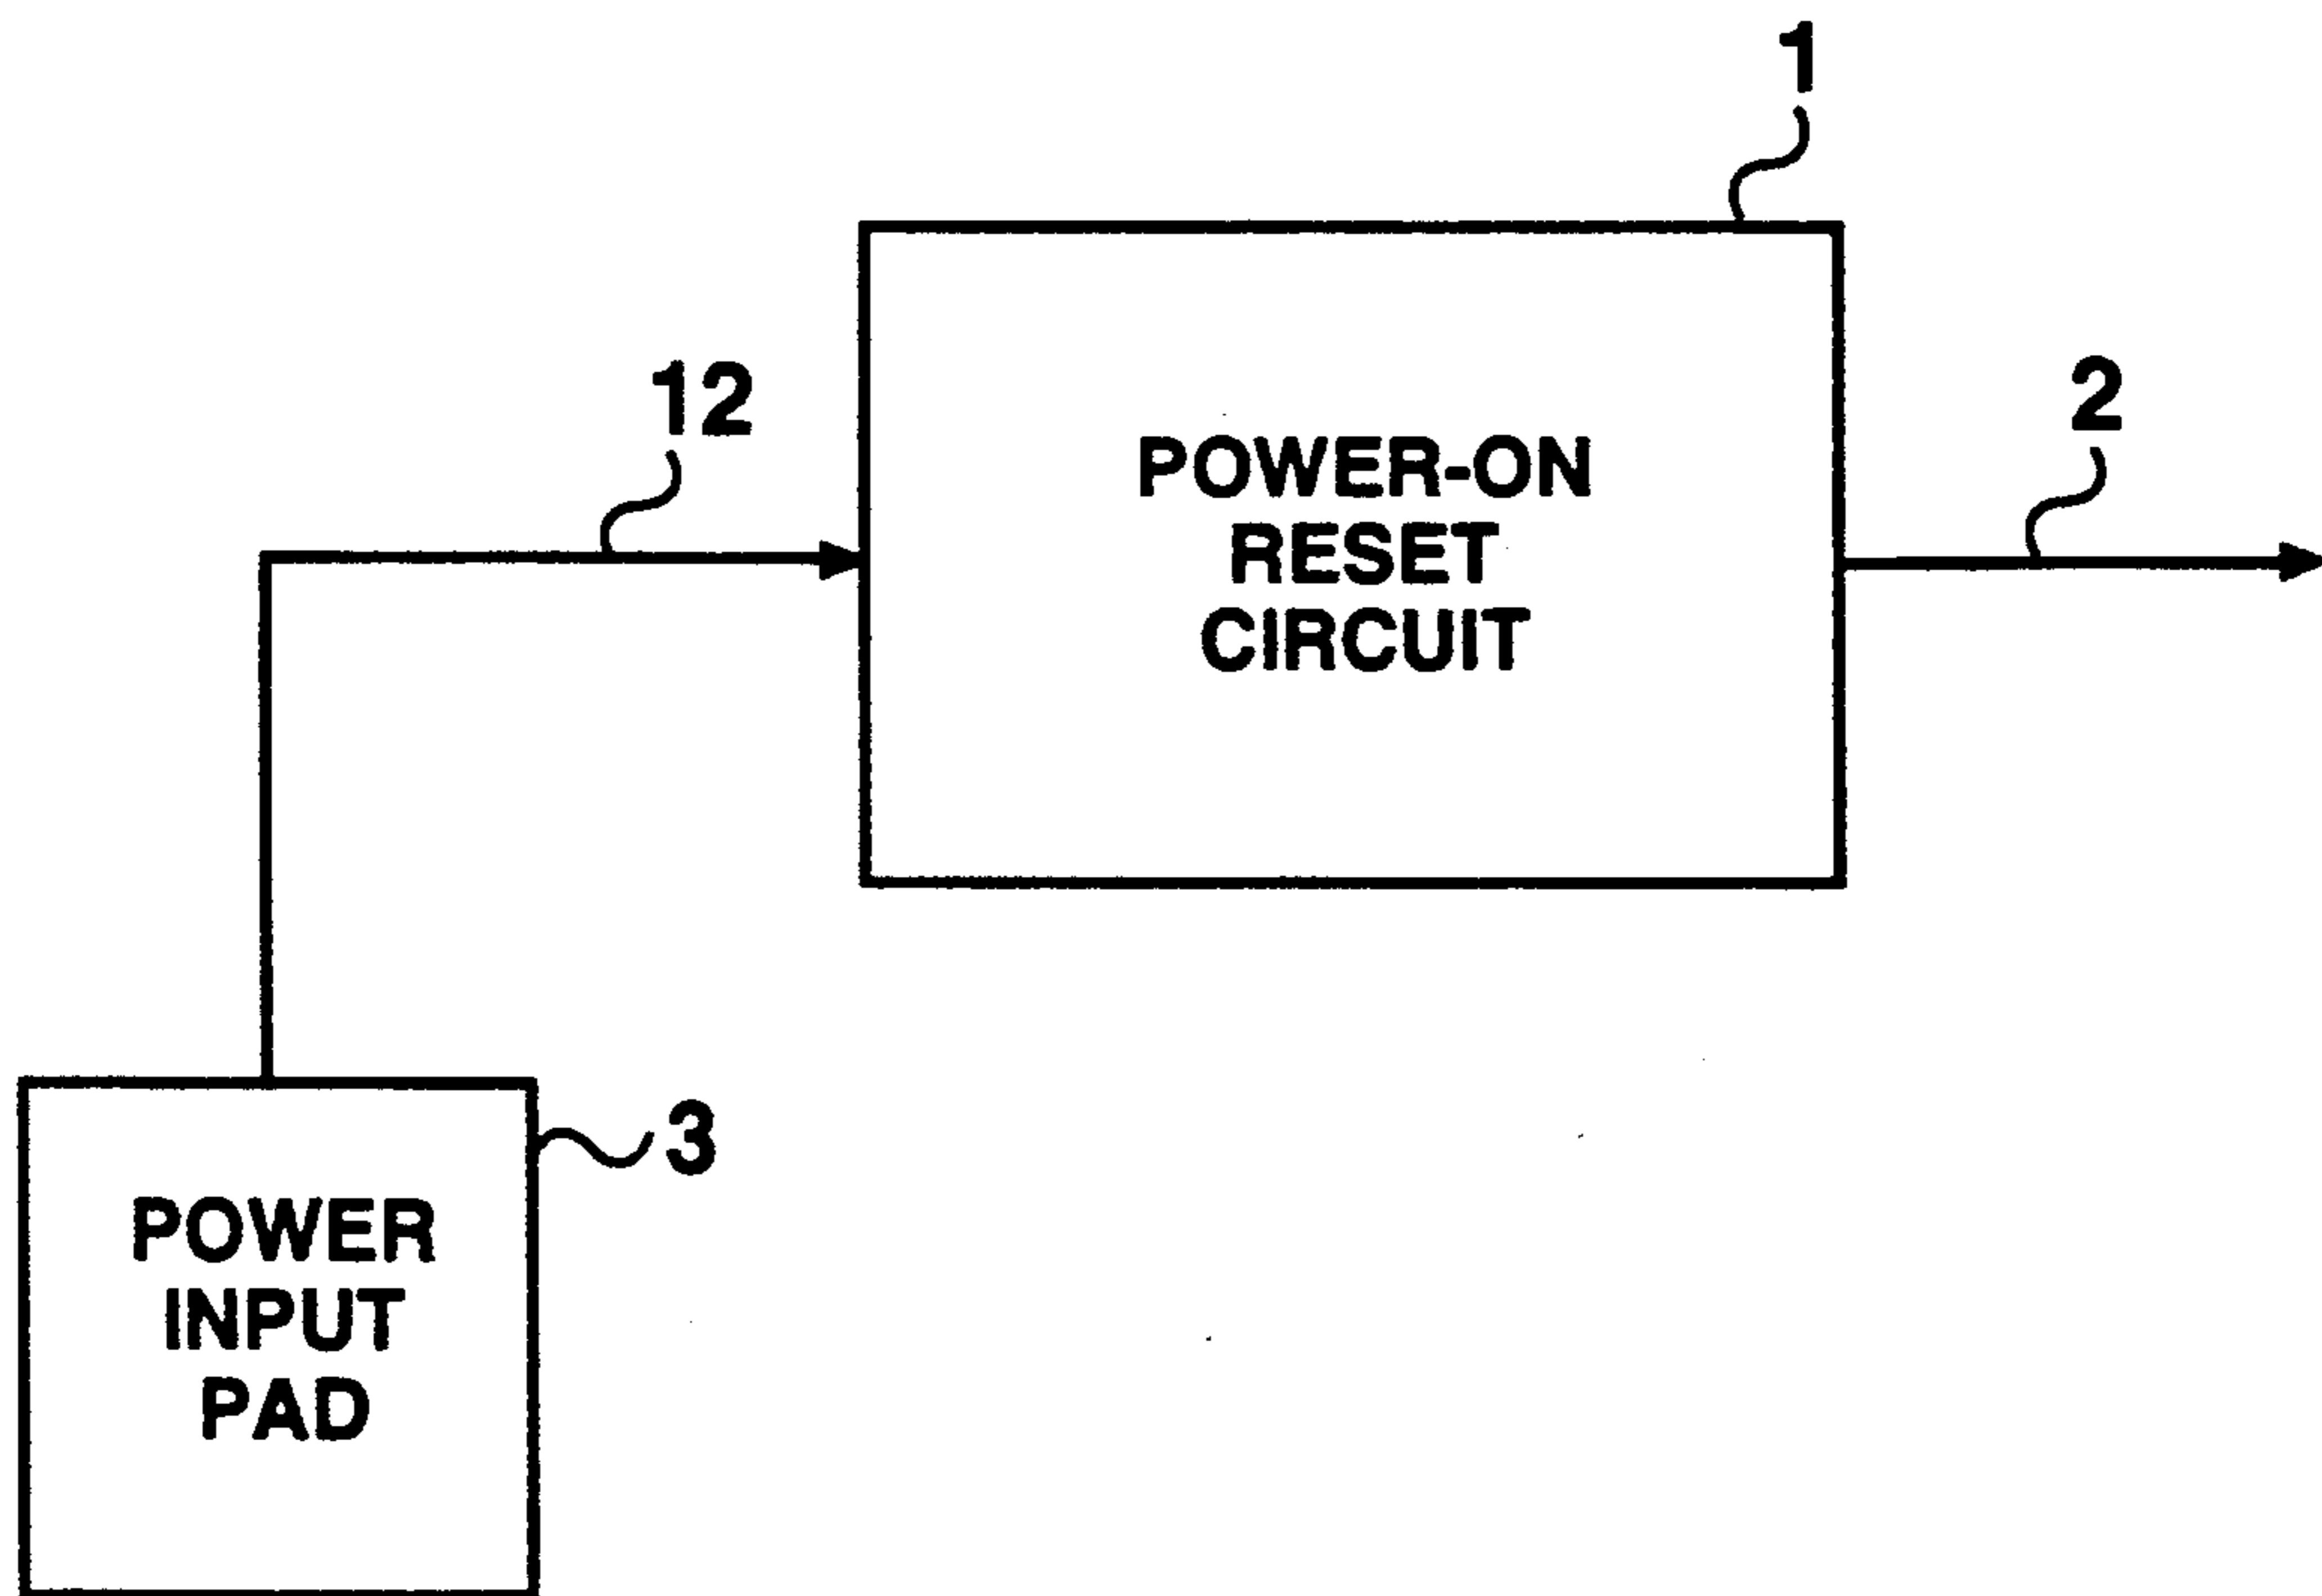 1
12
2
POWER-ON
RESET
CIRCUIT
3
POWER
INPUT
PAD